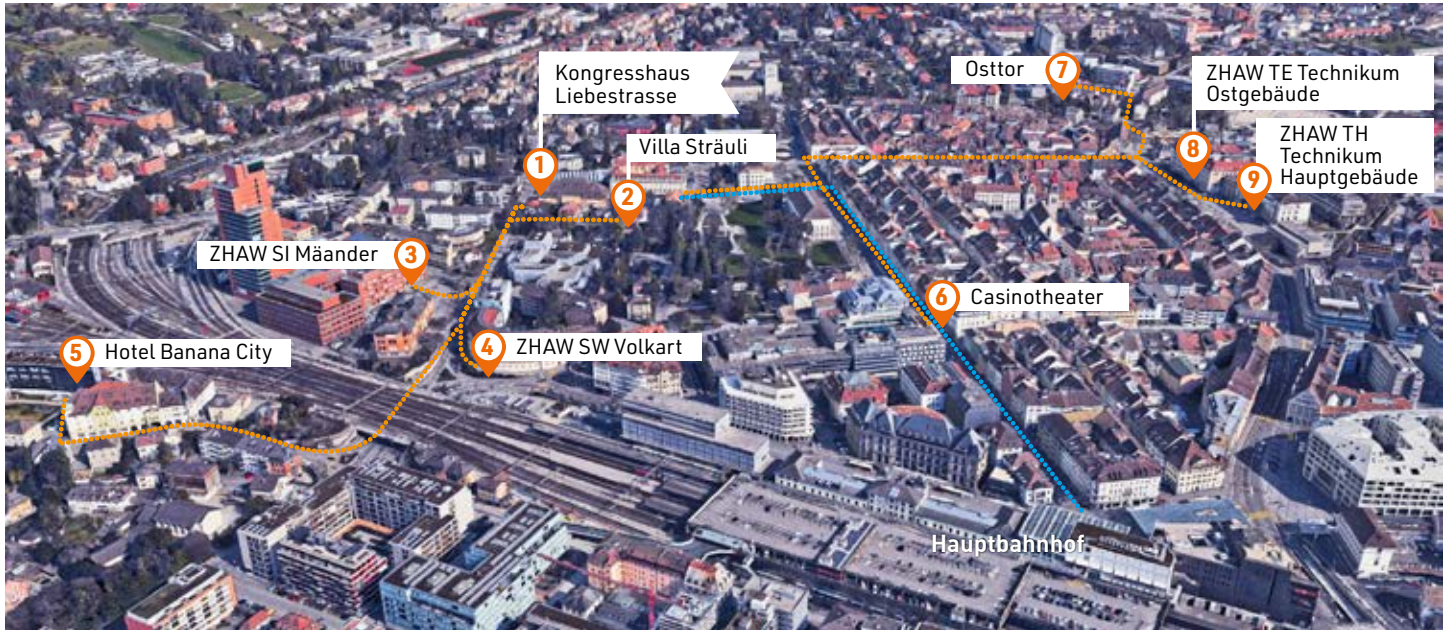 1
Kongresshaus
Liebestrasse
2
Villa Sträuli
3
ZHAW SI Mäander
4
ZHAW SW Volkart
5
Hotel Banana City
6
Casinotheater
7
Osttor
8
ZHAW TE Technikum
Ostgebäude
9
ZHAW TH
Technikum
Hauptgebäude
Hauptbahnhof